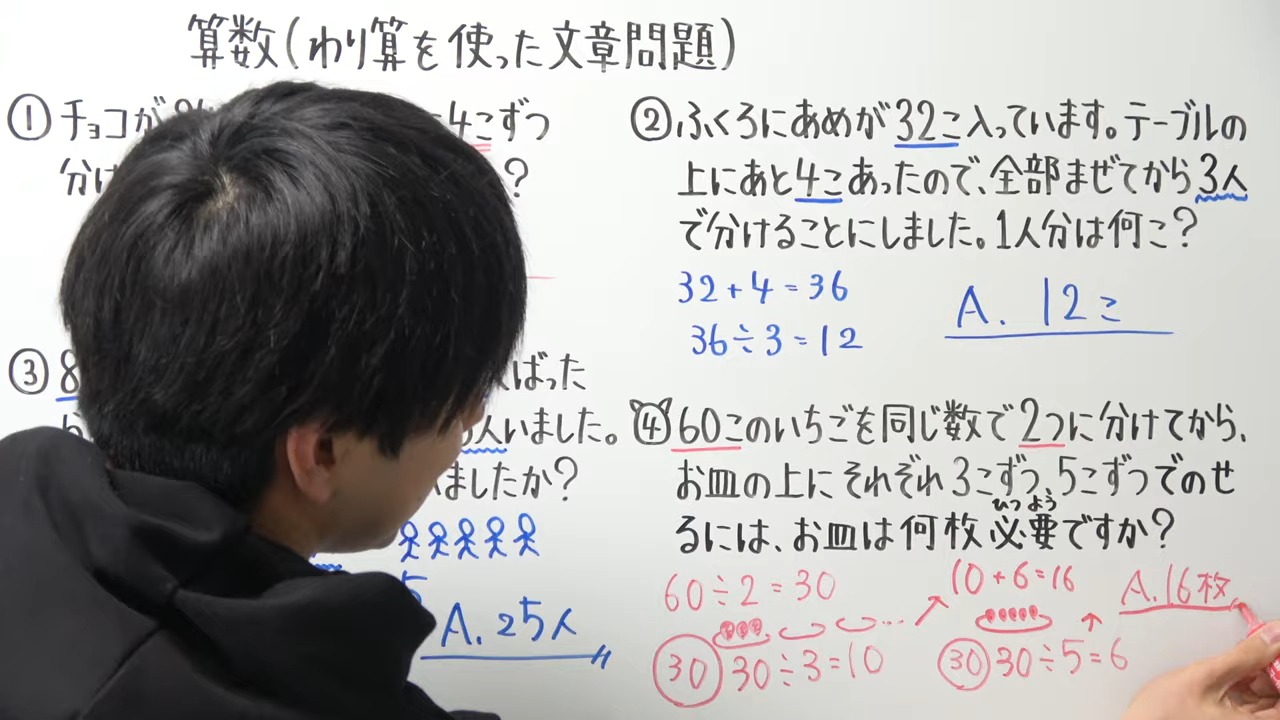 算数(わり算を使った文章問題)
① チョコが
4こずつ
分け
?
② ふくろにあめが32こ入っています。テーブルの
上にあと4こあったので、全部まぜてから3人
で分けることにしました。1人分は何こ?
32+4=36
36÷3=12
A. 12こ
③ 8
ばった
人いました。
ましたか?
A. 25人
④ 60このいちごを同じ数で2つに分けてから、
お皿の上にそれぞれ3こずつ、5こずつでのせ
ひつ よう
るには、お皿は何枚必要ですか?
60÷2=30
10+6=16
A. 16枚
30 30÷3=10
30 30÷5=6